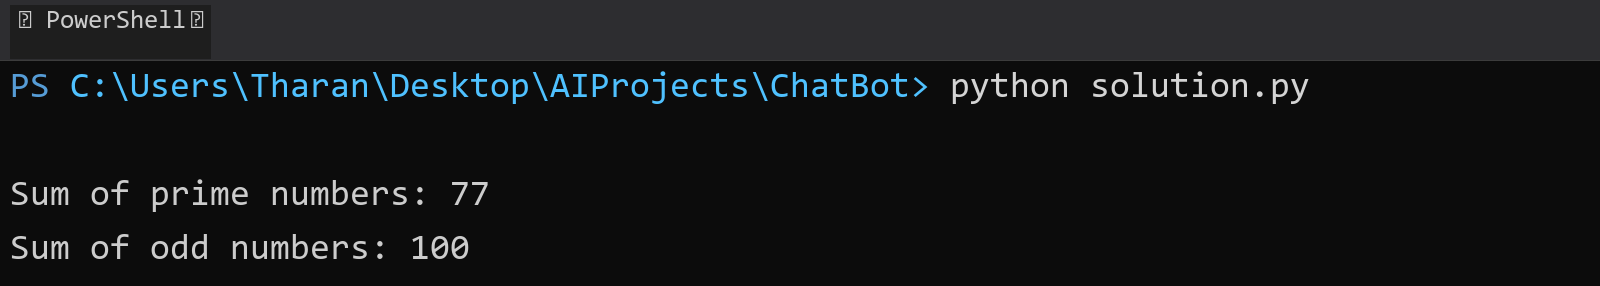 PowerShell
PS C:\Users\Tharan\Desktop\AIProjects\ChatBot> python solution.py
Sum of prime numbers: 77
Sum of odd numbers: 100